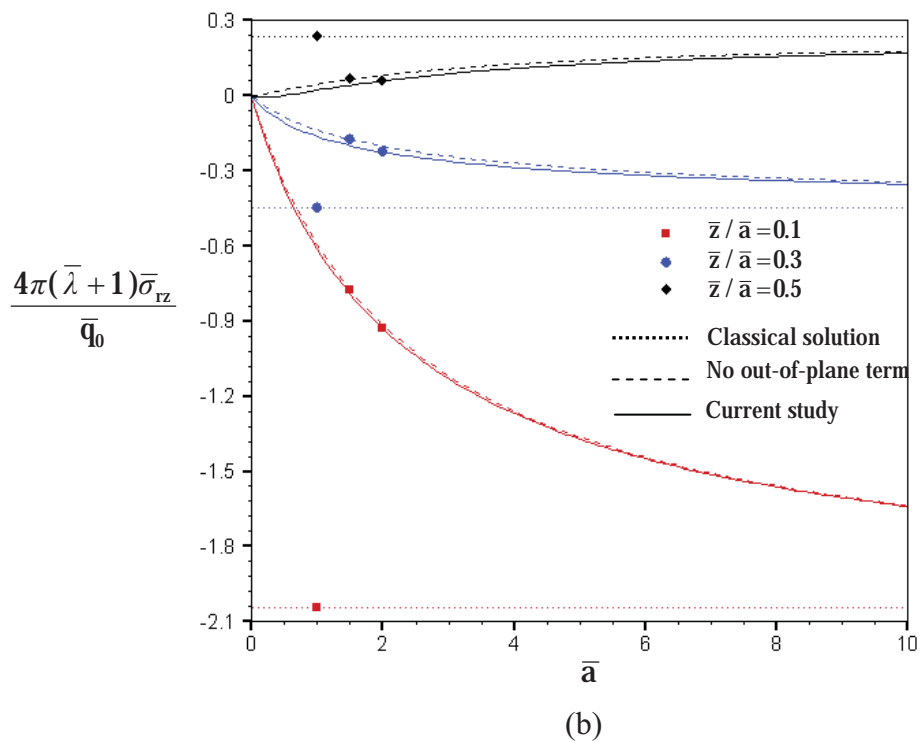 0.3
0
-0.3
-0.6
-0.9
-1.2
-1.5
-1.8
-2.1
4π(λ̄ + 1)σ̄rz
q̄0
z̄ / ā = 0.1
z̄ / ā = 0.3
z̄ / ā = 0.5
Classical solution
No out-of-plane term
Current study
0 2 4 6 8 10
ā
(b)